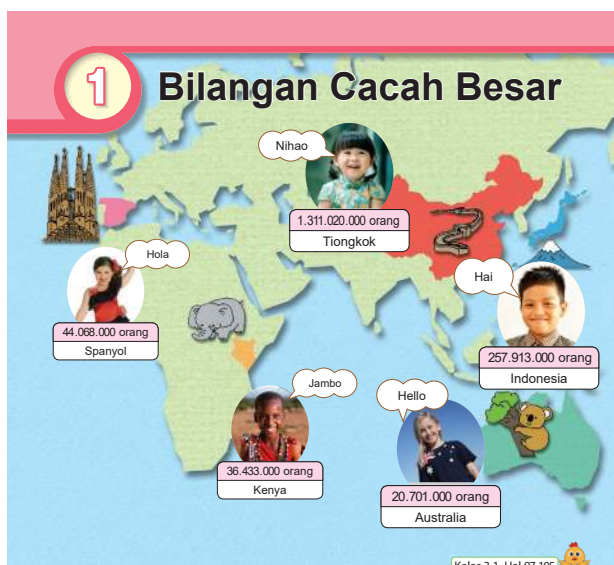 1
Bilangan Cacah Besar
Nihao
1.311.020.000 orang
Tiongkok
Hola
44.068.000 orang
Spanyol
Hai
257.913.000 orang
Indonesia
Jambo
36.433.000 orang
Kenya
Hello
20.701.000 orang
Australia